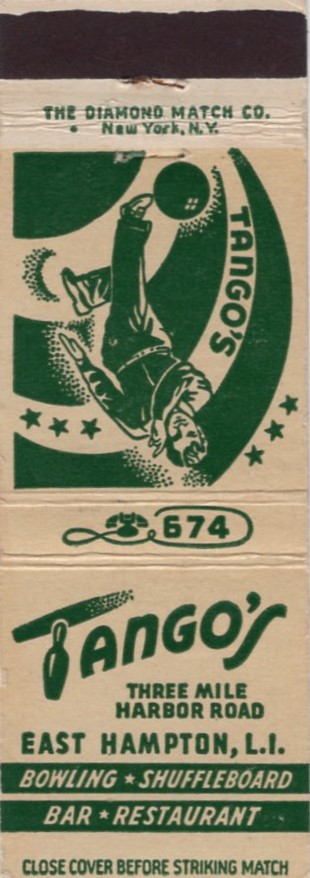 THE DIAMOND MATCH CO.
• New York, N.Y.
TANGO'S
674
TANGO'S
THREE MILE
HARBOR ROAD
EAST HAMPTON, L.I.
BOWLING ★ SHUFFLEBOARD
BAR ★ RESTAURANT
CLOSE COVER BEFORE STRIKING MATCH